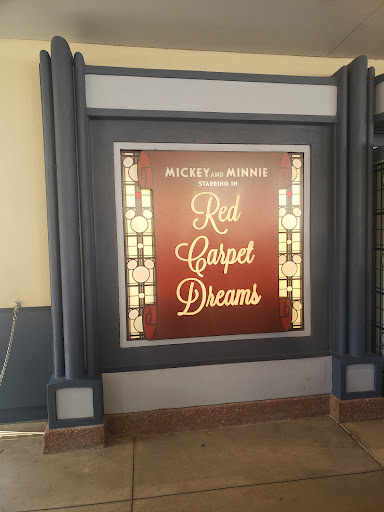 MICKEY AND MINNIE
STARRING IN
Red
Carpet
Dreams